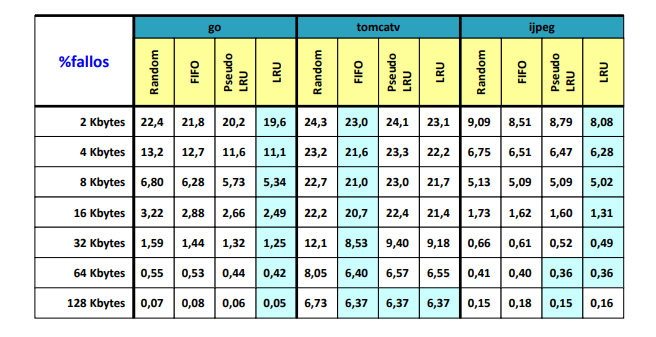 go tomcatv ijpeg
%fallos Random FIFO Pseudo LRU LRU Random FIFO Pseudo LRU LRU Random FIFO Pseudo LRU LRU
2 Kbytes 22,4 21,8 20,2 19,6 24,3 23,0 24,1 23,1 9,09 8,51 8,79 8,08
4 Kbytes 13,2 12,7 11,6 11,1 23,2 21,6 23,3 22,2 6,75 6,51 6,47 6,28
8 Kbytes 6,80 6,28 5,73 5,34 22,7 21,0 23,0 21,7 5,13 5,09 5,09 5,02
16 Kbytes 3,22 2,88 2,66 2,49 22,2 20,7 22,4 21,4 1,73 1,62 1,60 1,31
32 Kbytes 1,59 1,44 1,32 1,25 12,1 8,53 9,40 9,18 0,66 0,61 0,52 0,49
64 Kbytes 0,55 0,53 0,44 0,42 8,05 6,40 6,57 6,55 0,41 0,40 0,36 0,36
128 Kbytes 0,07 0,08 0,06 0,05 6,73 6,37 6,37 6,37 0,15 0,18 0,15 0,16